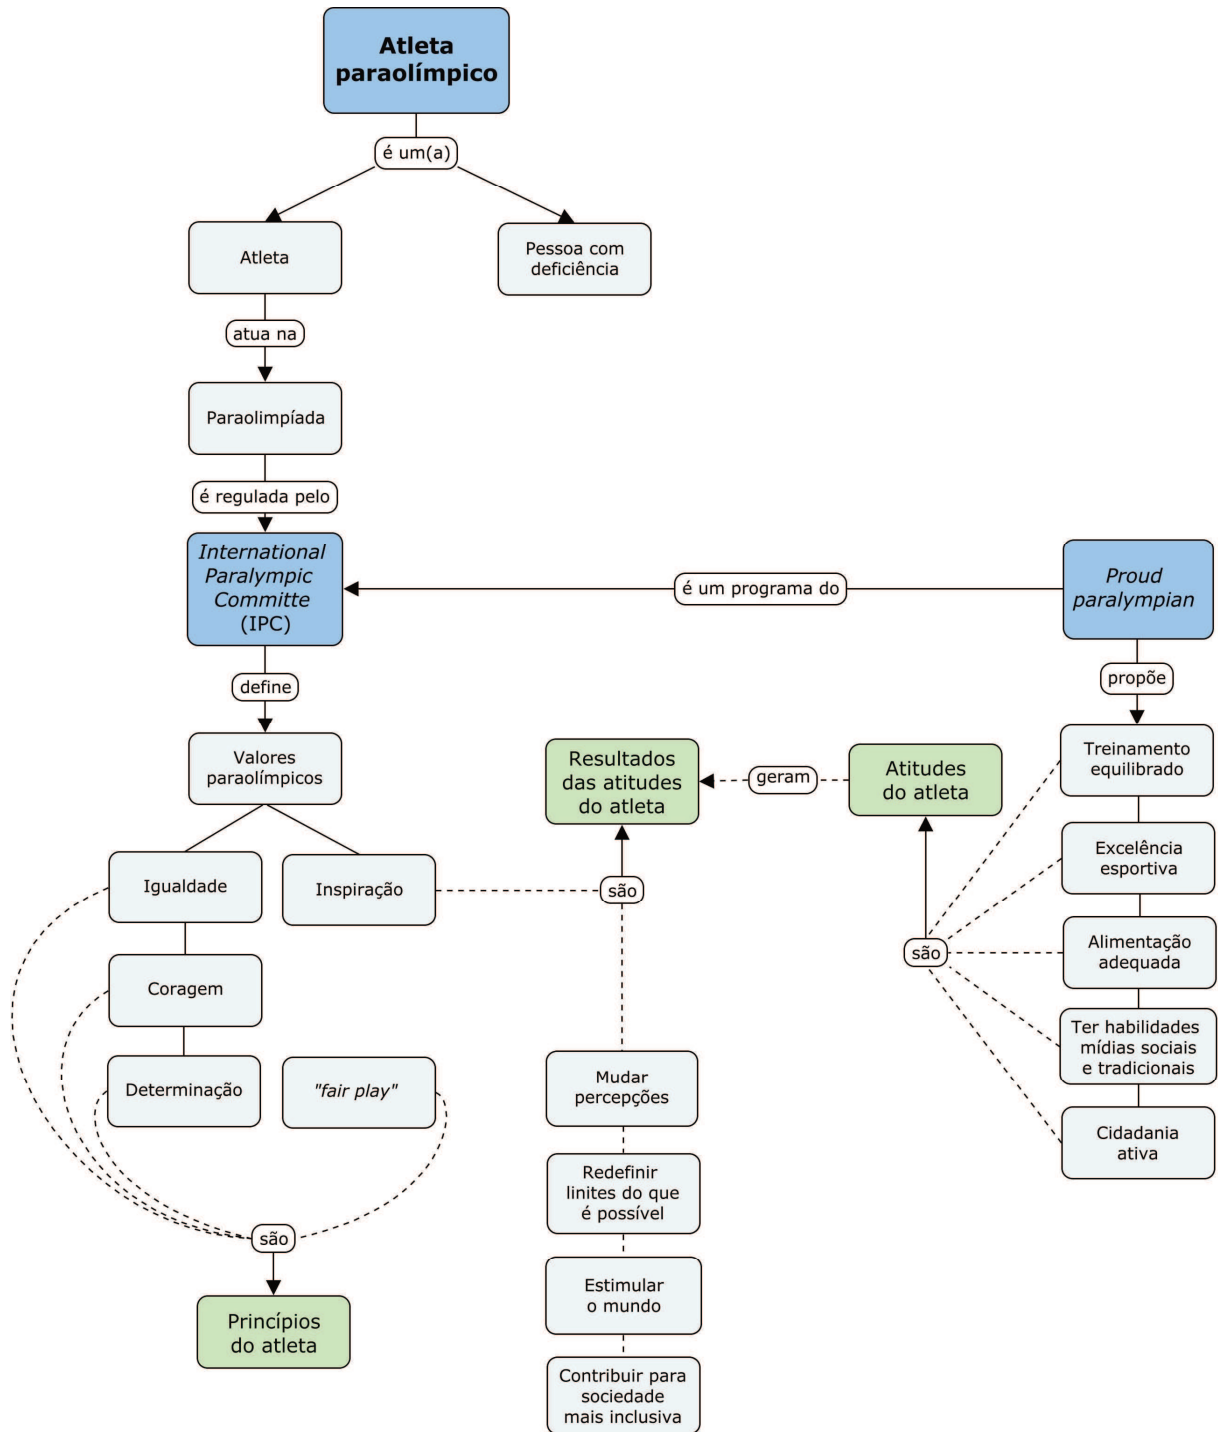 Atleta
paraolímpico
é um(a)
Atleta
Pessoa com
deficiência
atua na
Paraolimpíada
é regulada pelo
International
Paralympic
Committe
(IPC)
é um programa do
Proud
paralympian
define
propõe
Valores
paraolímpicos
Resultados
das atitudes
do atleta
geram
Atitudes
do atleta
Treinamento
equilibrado
Igualdade
Inspiração
são
Excelência
esportiva
são
Alimentação
adequada
Coragem
Ter habilidades
mídias sociais
e tradicionais
Determinação
"fair play"
Mudar
percepções
Cidadania
ativa
Redefinir
linites do que
é possível
são
Estimular
o mundo
Princípios
do atleta
Contribuir para
sociedade
mais inclusiva